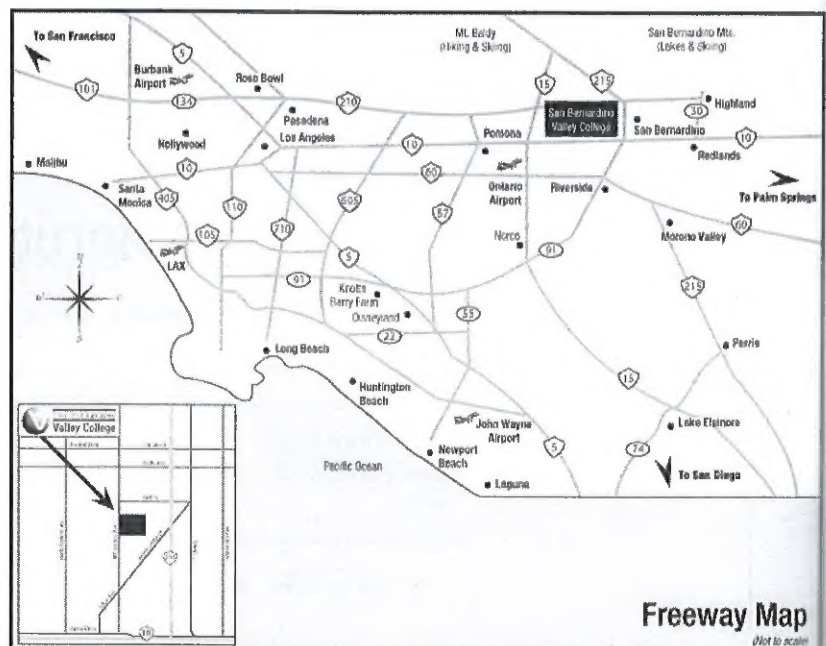 To San Francisco
Mt. Baldy
(Hiking & Skiing)
San Bernardino Mts.
(Lakes & Skiing)
5
Burbank
Airport
Rose Bowl
15
215
101
134
210
Highland
30
Pasadena
San Bernardino
Valley College
San Bernardino
Hollywood
Los Angeles
10
Pomona
10
Redlands
Malibu
10
60
Ontario
Airport
Riverside
To Palm Springs
Santa
Monica
405
110
710
605
57
Moreno Valley
60
105
LAX
5
Norco
91
91
Knotts
Berry Farm
Disneyland
55
215
22
Long Beach
Perris
Huntington
Beach
15
John Wayne
Airport
Lake Elsinore
Newport
Beach
5
74
To San Diego
Pacific Ocean
Laguna
Valley College
10
Freeway Map
(Not to scale)